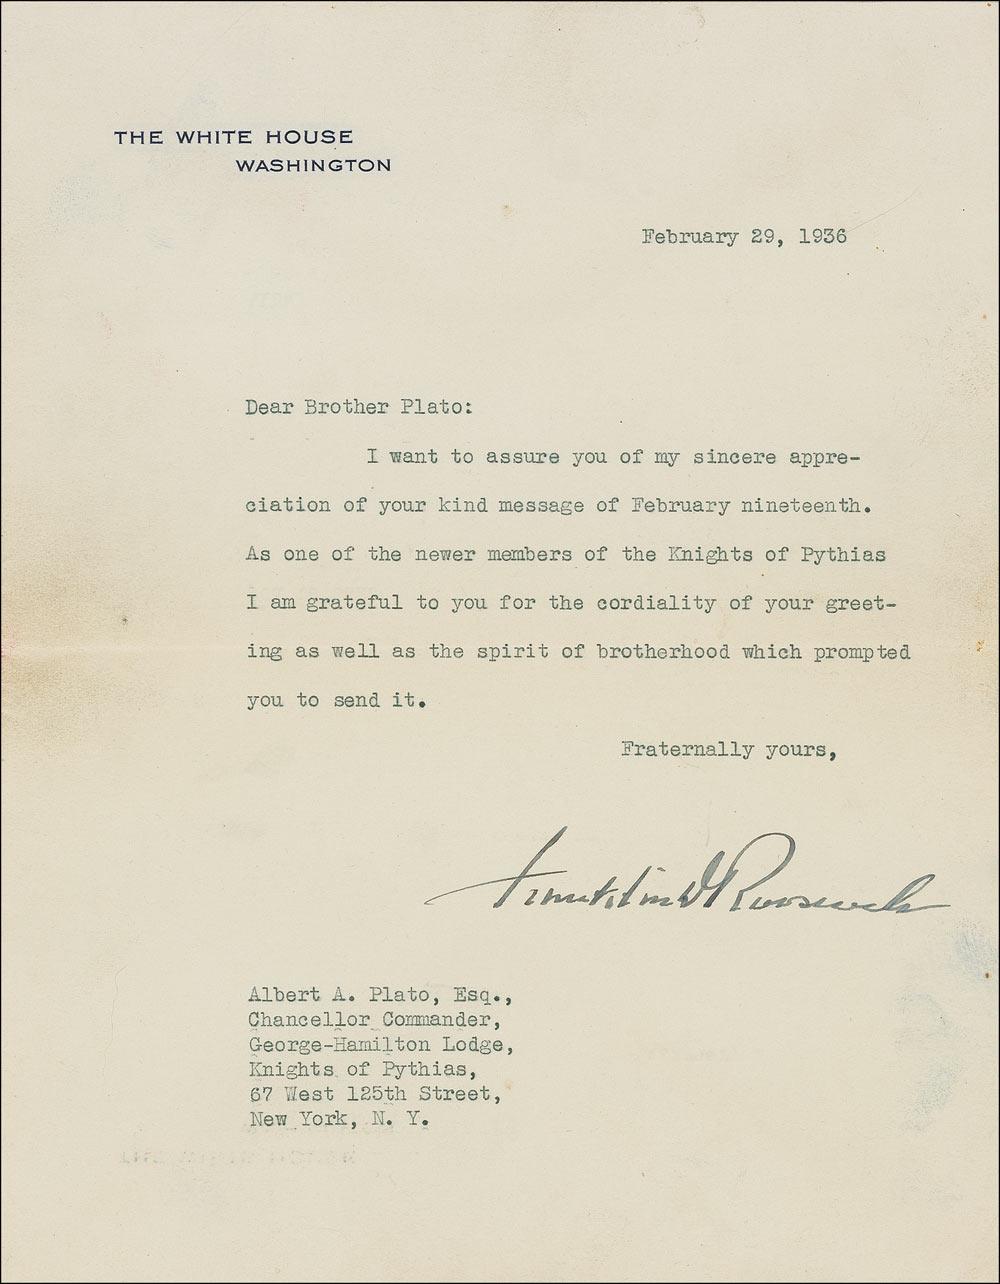 THE WHITE HOUSE
WASHINGTON
February 29, 1936
Dear Brother Plato:
I want to assure you of my sincere appre-
ciation of your kind message of February nineteenth.
As one of the newer members of the Knights of Pythias
I am grateful to you for the cordiality of your greet-
ing as well as the spirit of brotherhood which prompted
you to send it.
Fraternally yours,
Franklin D Roosevelt
Albert A. Plato, Esq.,
Chancellor Commander,
George-Hamilton Lodge,
Knights of Pythias,
67 West 125th Street,
New York, N. Y.